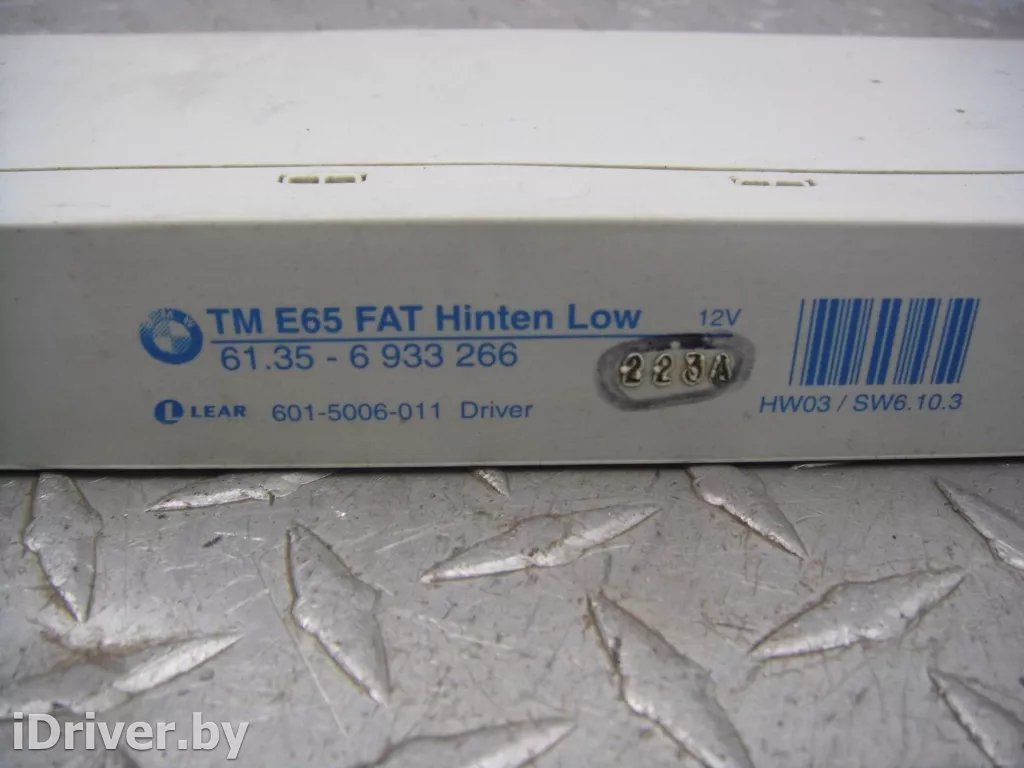 TM E65 FAT Hinten Low 12V
61.35 - 6 933 266
223A
LEAR 601-5006-011 Driver
HW03 / SW6.10.3
iDriver.by